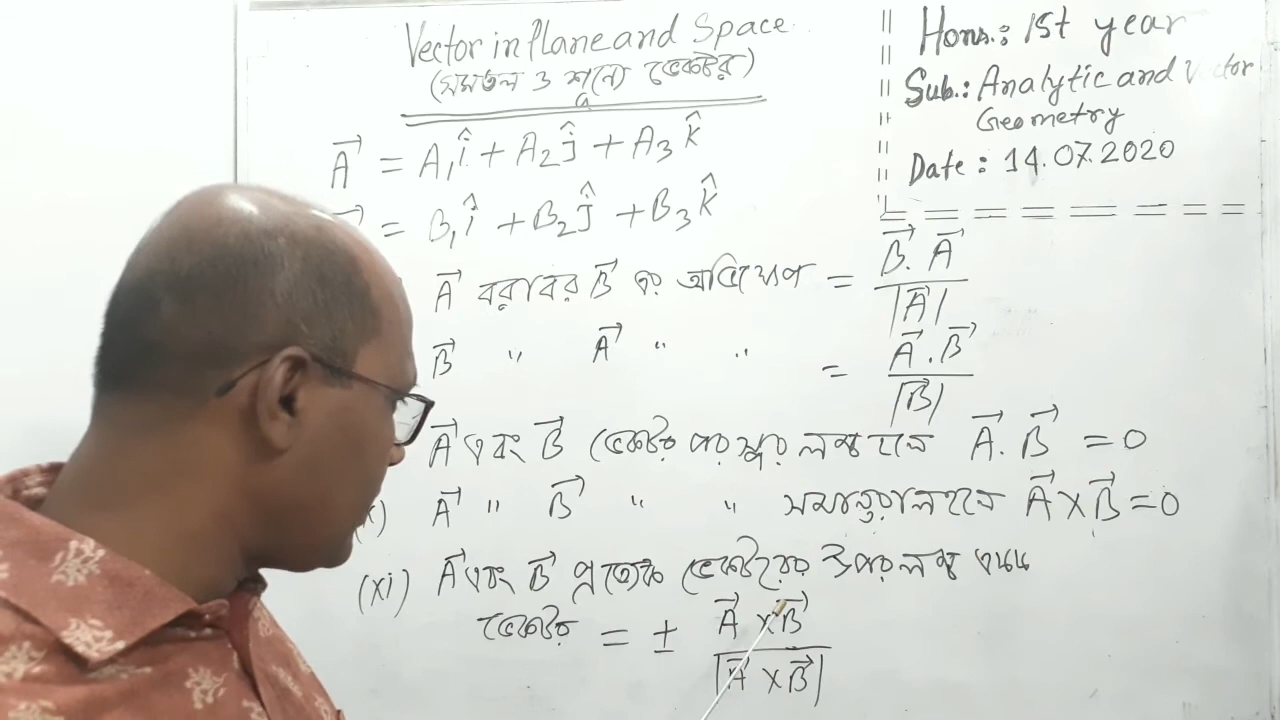 Vector in Plane and Space
(সমতল ও শূন্যে ভেক্টর)
Hons.: 1st year
Sub.: Analytic and Vector
Geometry
Date: 14.07.2020
A⃗ = A₁î + A₂ĵ + A₃k̂
= B₁î + B₂ĵ + B₃k̂
A⃗ বরাবর B⃗ এর অভিক্ষেপ = B⃗. A⃗ / |A⃗|
B⃗ " A⃗ " " = A⃗. B⃗ / |B⃗|
A⃗ এবং B⃗ ভেক্টর পরস্পর লম্ব হলে A⃗. B⃗ = 0
) A⃗ " B⃗ " " সমান্তরাল হলে A⃗ × B⃗ = 0
(xi) A⃗ এবং B⃗ প্রত্যেক ভেক্টরের উপর লম্ব একক
ভেক্টর = ± A⃗ × B⃗ / |A⃗ × B⃗|